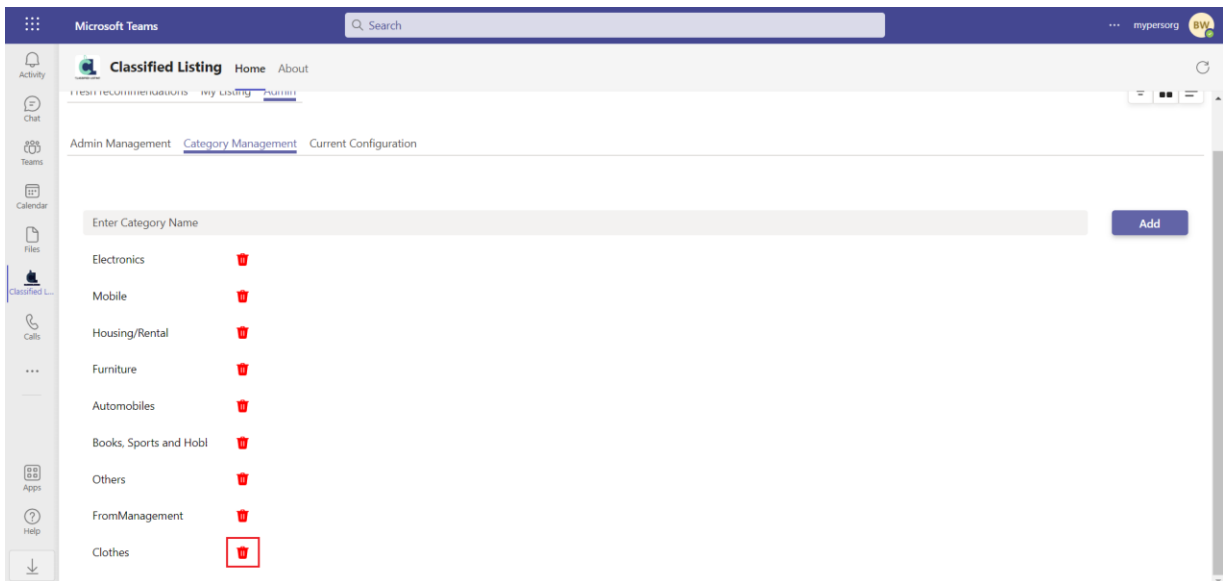 Microsoft Teams
Search
mypersorg
BW
Activity
Chat
Teams
Calendar
Files
Classified L...
Calls
Apps
Help
Classified Listing Home About
Fresh recommendations My Listing Admin
Admin Management Category Management Current Configuration
Enter Category Name
Add
Electronics
Mobile
Housing/Rental
Furniture
Automobiles
Books, Sports and Hobl
Others
FromManagement
Clothes